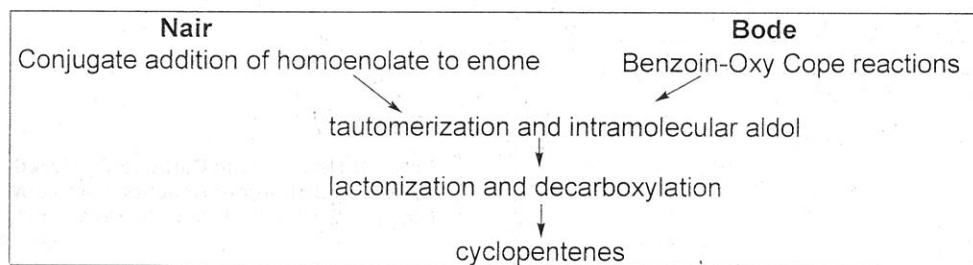 Nair
Bode
Conjugate addition of homoenolate to enone
Benzoin-Oxy Cope reactions
tautomerization and intramolecular aldol
lactonization and decarboxylation
cyclopentenes